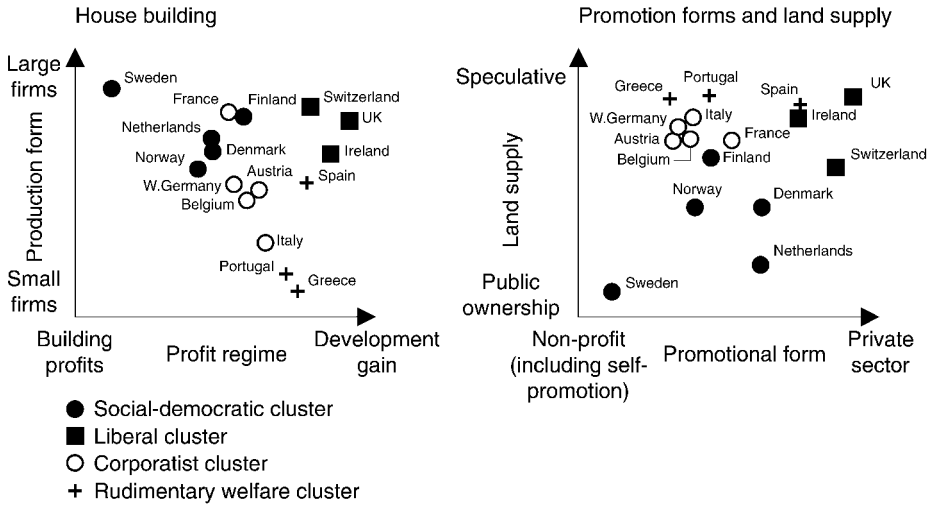 House building
Large
firms
Production form
Small
firms
Sweden
France
Finland
Switzerland
UK
Netherlands
Denmark
Ireland
Norway
Austria
Spain
W.Germany
Belgium
Italy
Portugal
Greece
Building
profits
Profit regime
Development
gain
Promotion forms and land supply
Speculative
Land supply
Public
ownership
Greece
Portugal
Spain
UK
W.Germany
Italy
Ireland
Austria
France
Belgium
Finland
Switzerland
Norway
Denmark
Netherlands
Sweden
Non-profit
(including self-
promotion)
Promotional form
Private
sector
Social-democratic cluster
Liberal cluster
Corporatist cluster
Rudimentary welfare cluster